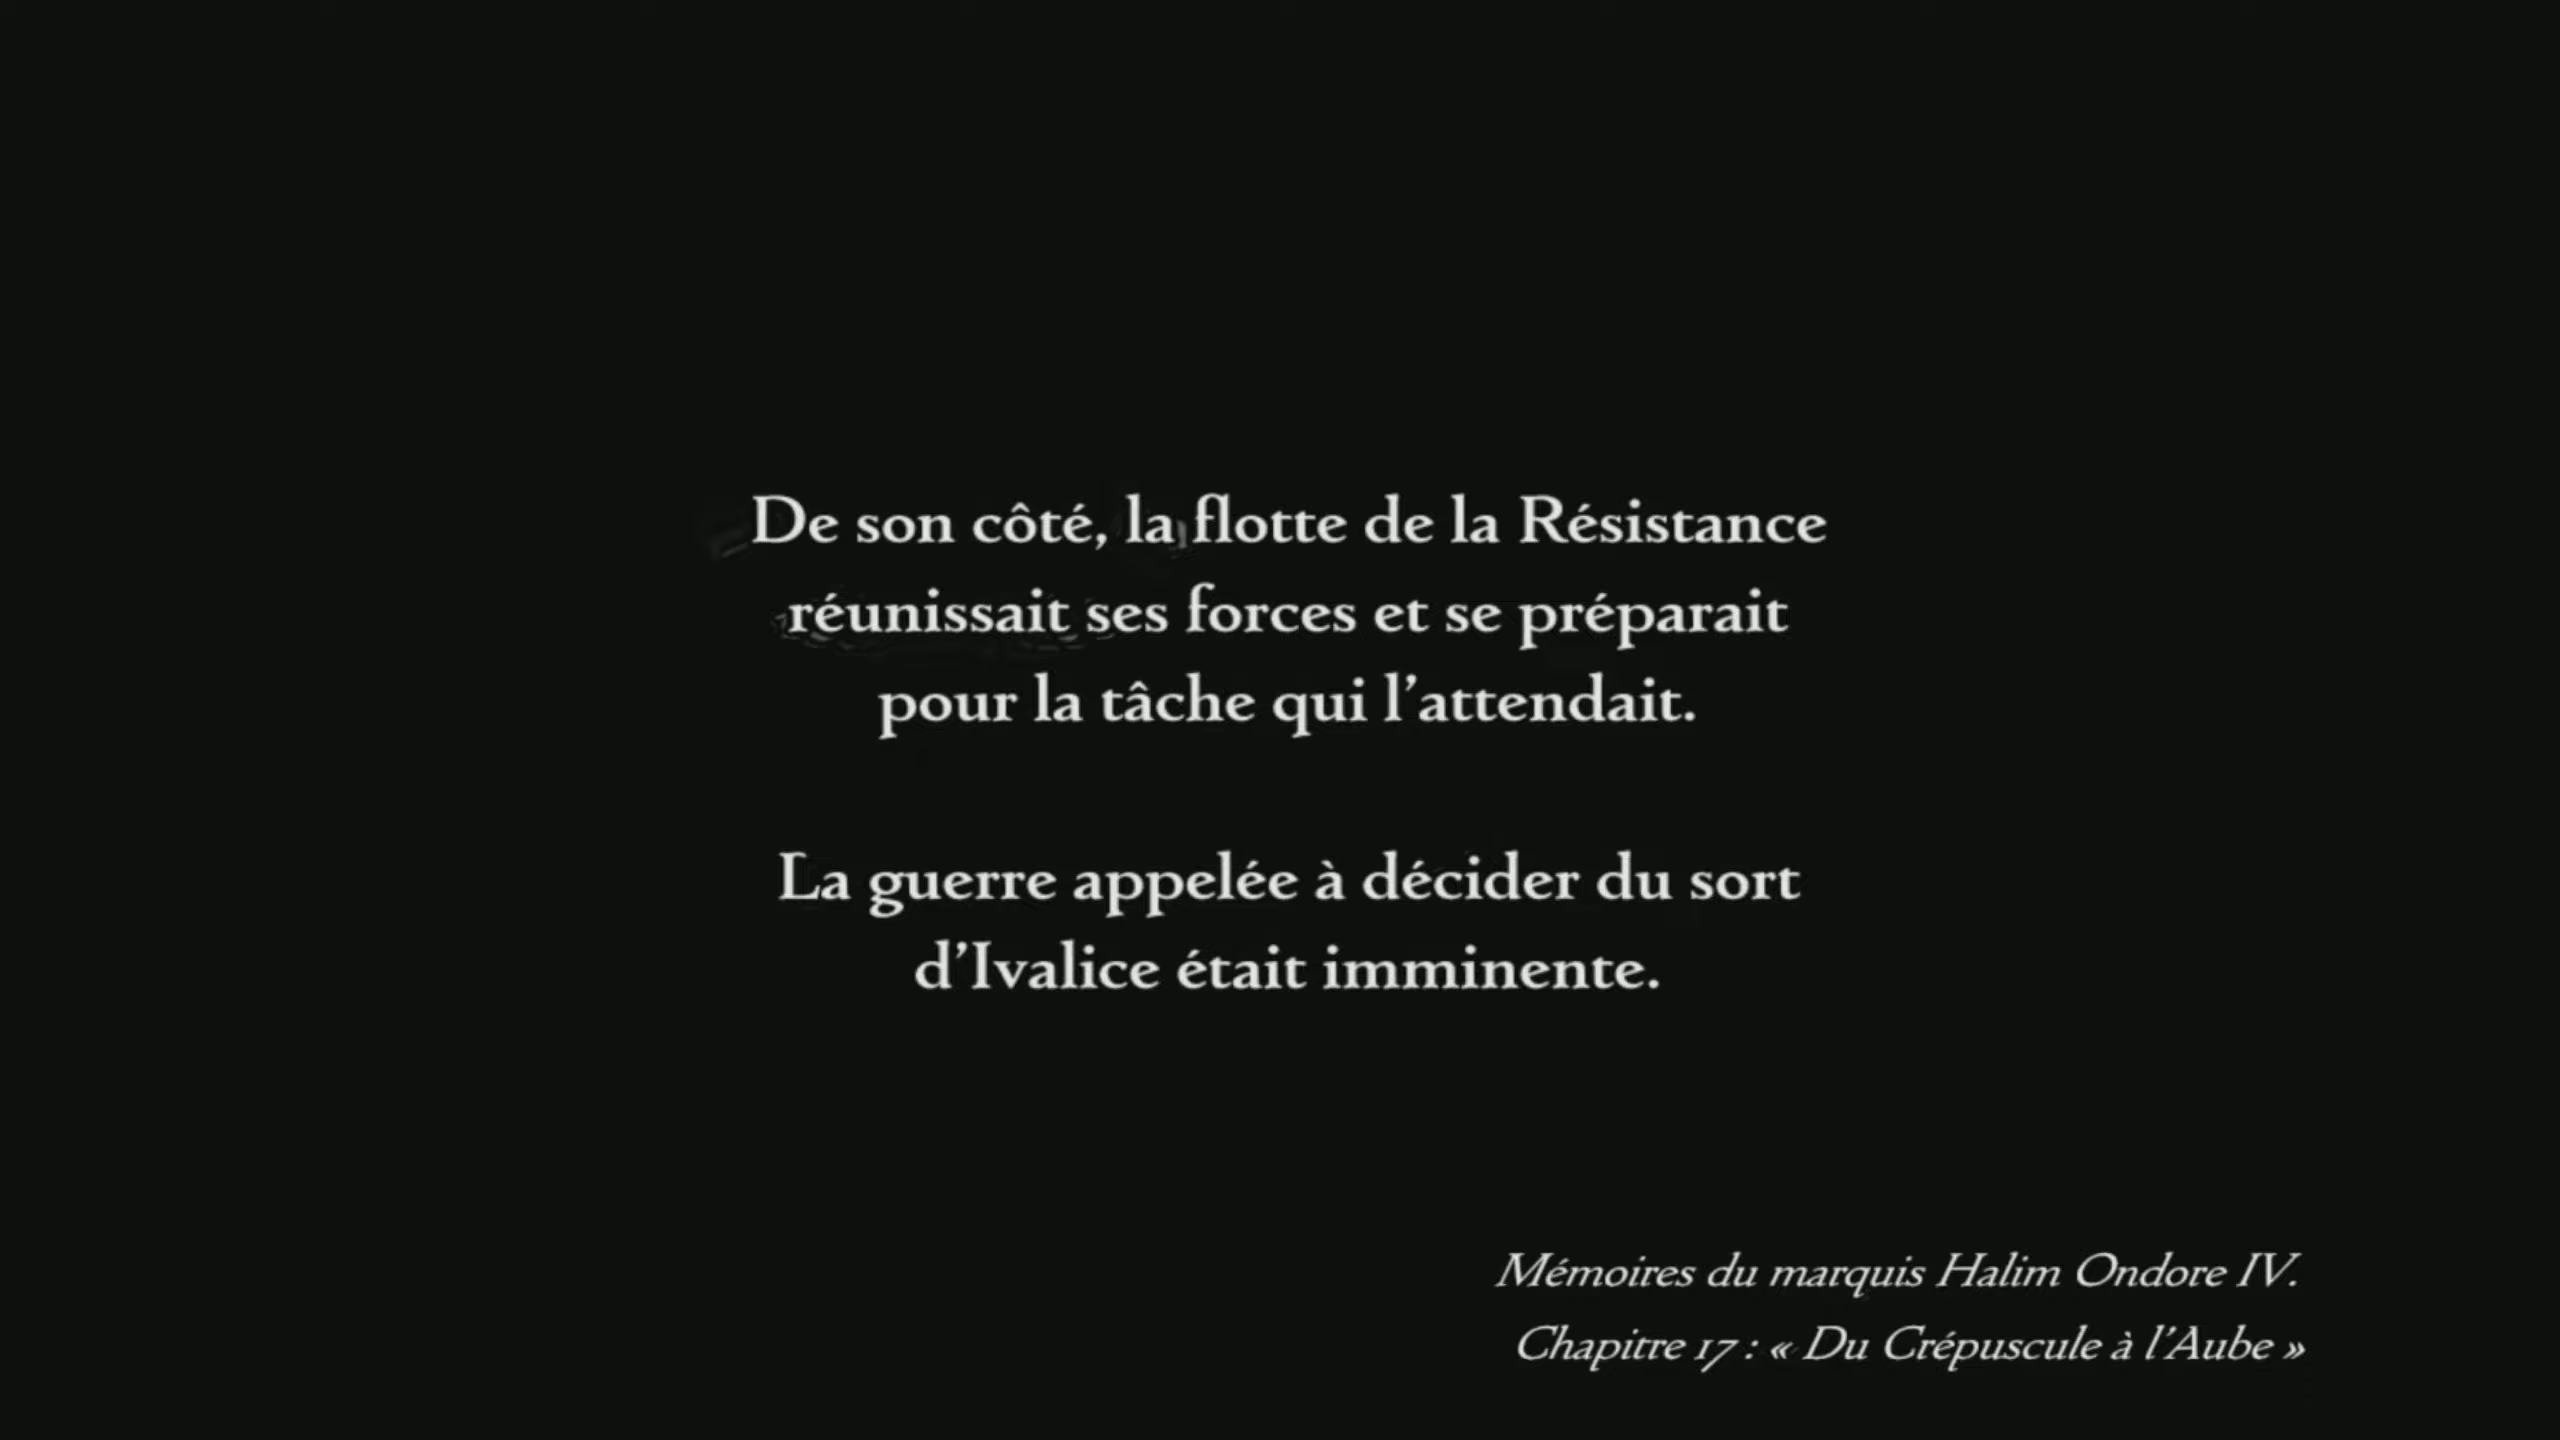 De son côté, la flotte de la Résistance
réunissait ses forces et se préparait
pour la tâche qui l’attendait.
La guerre appelée à décider du sort
d’Ivalice était imminente.
Mémoires du marquis Halim Ondore IV.
Chapitre 17 : « Du Crépuscule à l’Aube »